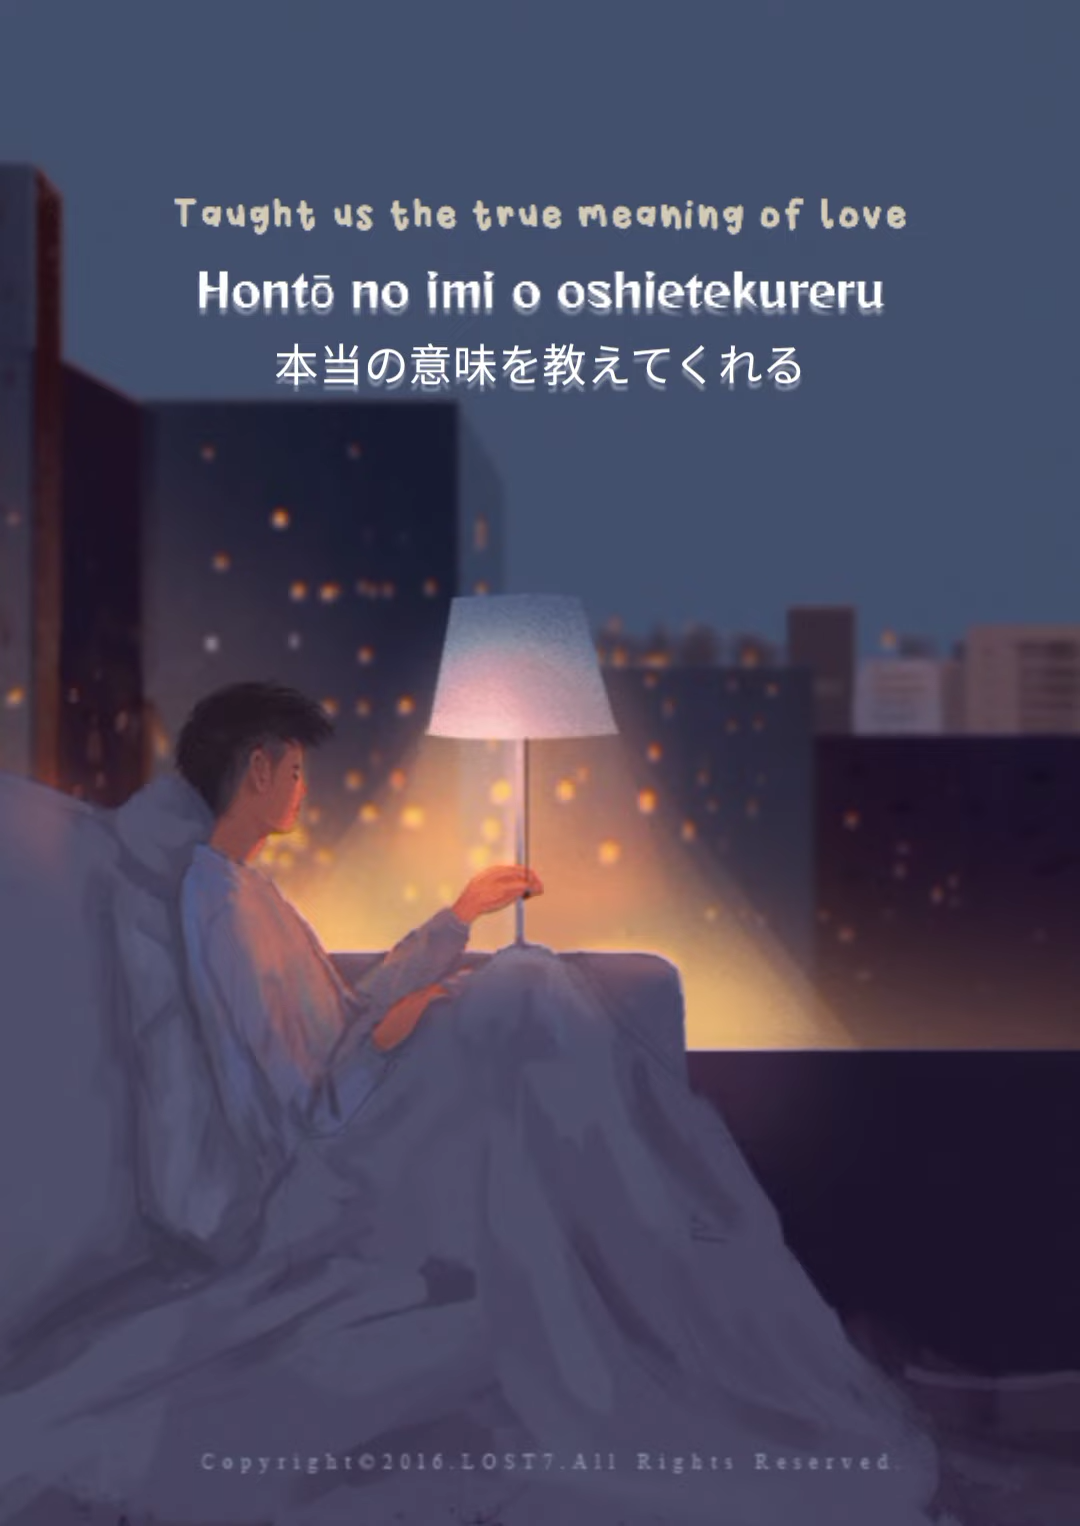 Taught us the true meaning of love
Hontō no imi o oshietekureru
本当の意味を教えてくれる
Copyright©2016.LOST7.All Rights Reserved.